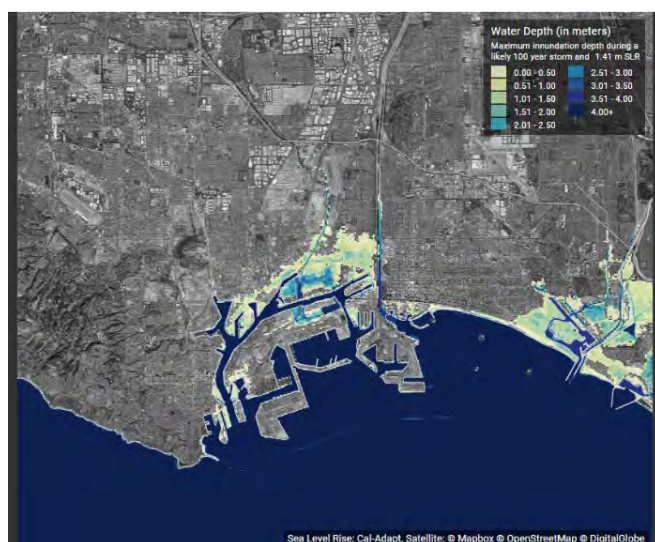 Water Depth (in meters)
Maximum innundation depth during a
likely 100 year storm and 1.41 m SLR
0.00 - 0.50
0.51 - 1.00
1.01 - 1.50
1.51 - 2.00
2.01 - 2.50
2.51 - 3.00
3.01 - 3.50
3.51 - 4.00
4.00+
Sea Level Rise: Cal-Adapt, Satellite: © Mapbox © OpenStreetMap © DigitalGlobe